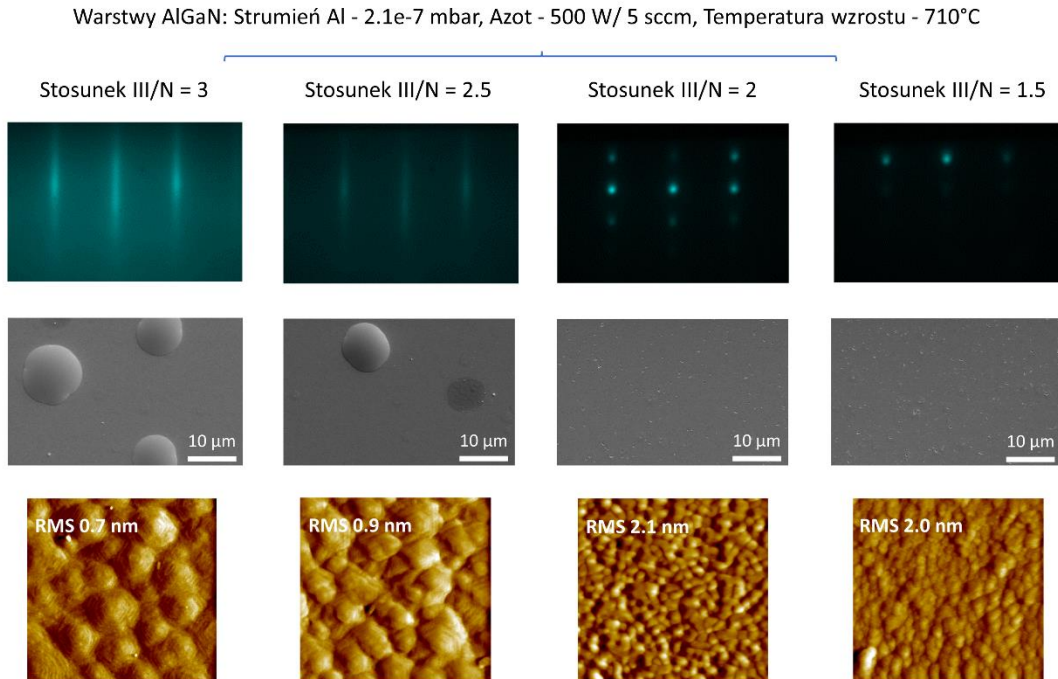 Warstwy AlGaN: Strumień Al - 2.1e-7 mbar, Azot - 500 W/ 5 sccm, Temperatura wzrostu - 710°C
Stosunek III/N = 3
Stosunek III/N = 2.5
Stosunek III/N = 2
Stosunek III/N = 1.5
10 µm
10 µm
10 µm
10 µm
RMS 0.7 nm
RMS 0.9 nm
RMS 2.1 nm
RMS 2.0 nm